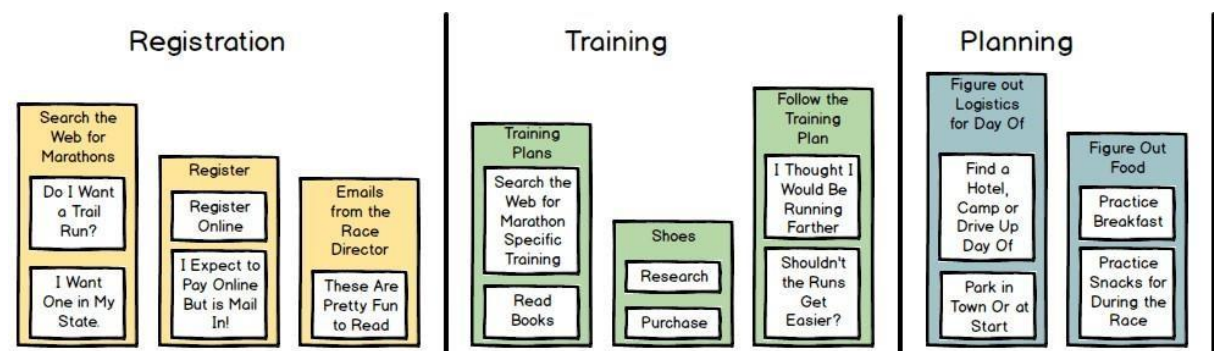 Registration
Search the
Web for
Marathons
Do I Want
a Trail
Run?
I Want
One in My
State.
Register
Register
Online
I Expect to
Pay Online
But is Mail
In!
Emails
from the
Race
Director
These Are
Pretty Fun
to Read
Training
Training
Plans
Search the
Web for
Marathon
Specific
Training
Read
Books
Shoes
Research
Purchase
Follow the
Training
Plan
I Thought I
Would Be
Running
Farther
Shouldn't
the Runs
Get
Easier?
Planning
Figure out
Logistics
for Day Of
Find a
Hotel,
Camp or
Drive Up
Day Of
Park in
Town Or at
Start
Figure Out
Food
Practice
Breakfast
Practice
Snacks for
During the
Race